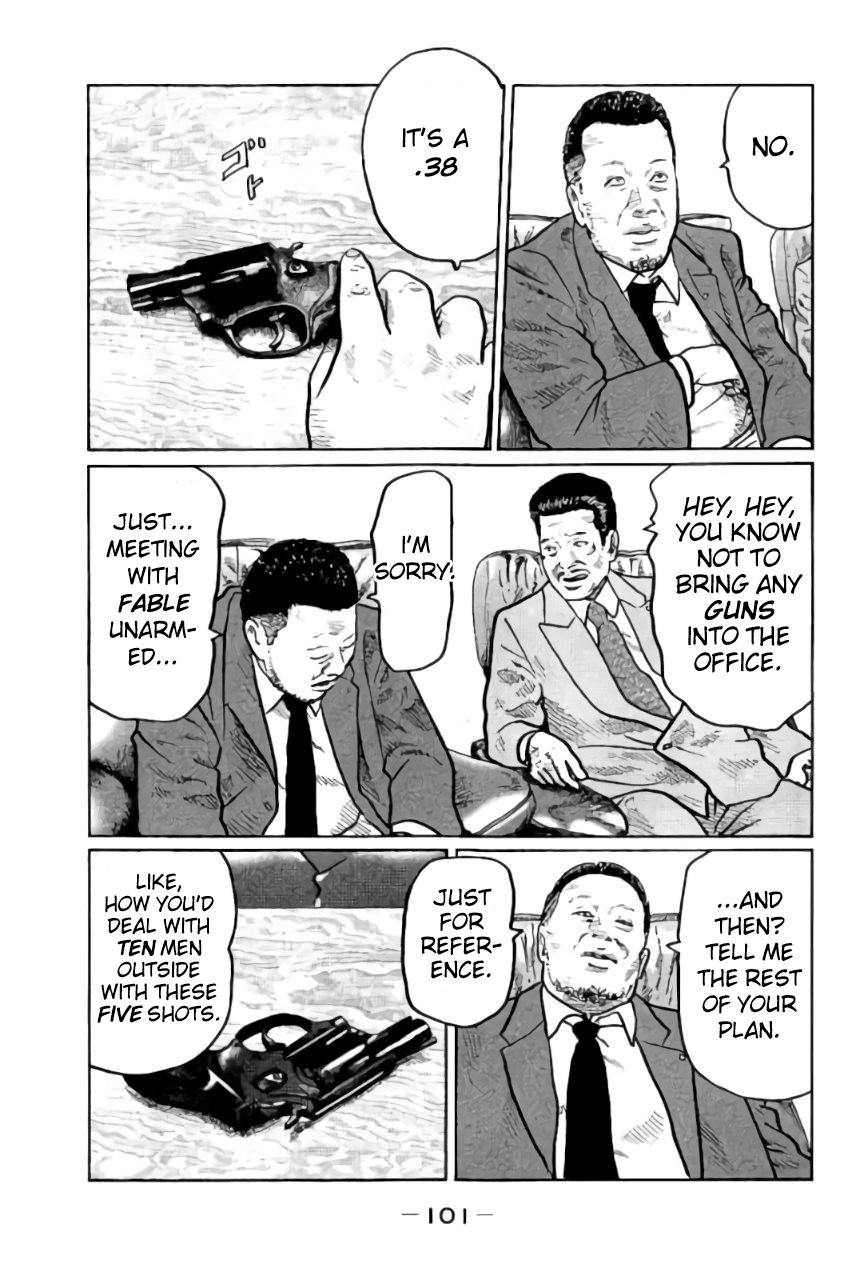 NO.
IT'S A
.38
ゴト
HEY, HEY,
YOU KNOW
NOT TO
BRING ANY
GUNS
INTO THE
OFFICE.
I'M
SORRY.
JUST...
MEETING
WITH
FABLE
UNARM-
ED...
...AND
THEN?
TELL ME
THE REST
OF YOUR
PLAN.
JUST
FOR
REFER-
ENCE.
LIKE,
HOW YOU'D
DEAL WITH
TEN MEN
OUTSIDE
WITH THESE
FIVE SHOTS.
—101—